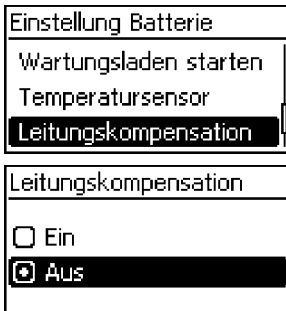 Einstellung Batterie
Wartungsladen starten
Temperatursensor
Leitungskompensation
Leitungskompensation
Ein
Aus